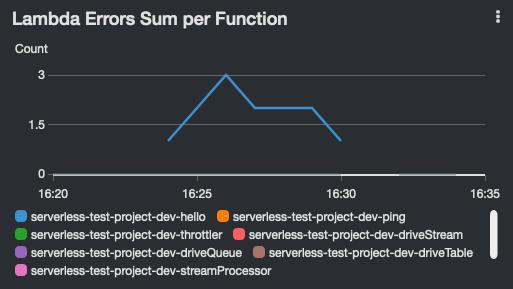 Lambda Errors Sum per Function
Count
3
1.5
0
16:20 16:25 16:30 16:35
serverless-test-project-dev-hello serverless-test-project-dev-ping
serverless-test-project-dev-throttler serverless-test-project-dev-driveStream
serverless-test-project-dev-driveQueue serverless-test-project-dev-driveTable
serverless-test-project-dev-streamProcessor